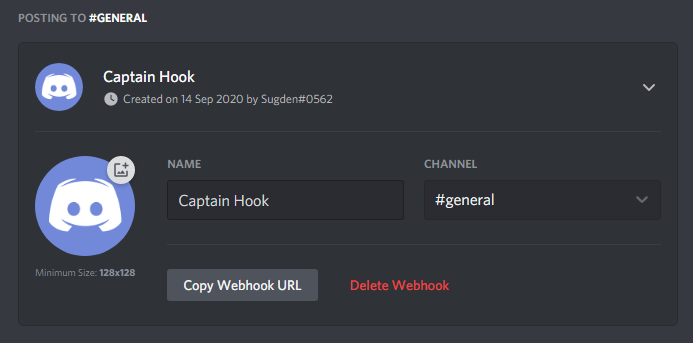 POSTING TO #GENERAL
Captain Hook
Created on 14 Sep 2020 by Sugden#0562
NAME
CHANNEL
Captain Hook
#general
Minimum Size: 128x128
Copy Webhook URL
Delete Webhook